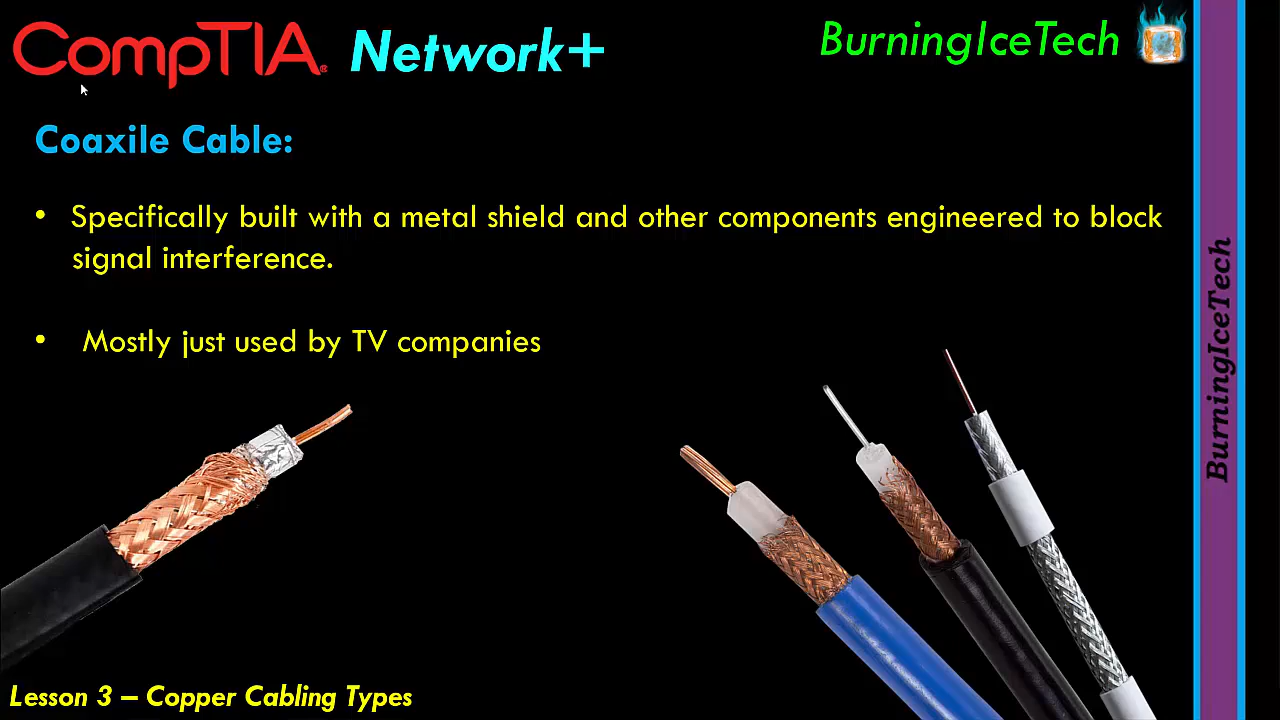 CompTIA® Network+
BurningIceTech
Coaxile Cable:
• Specifically built with a metal shield and other components engineered to block
signal interference.
• Mostly just used by TV companies
BurningIceTech
Lesson 3 – Copper Cabling Types